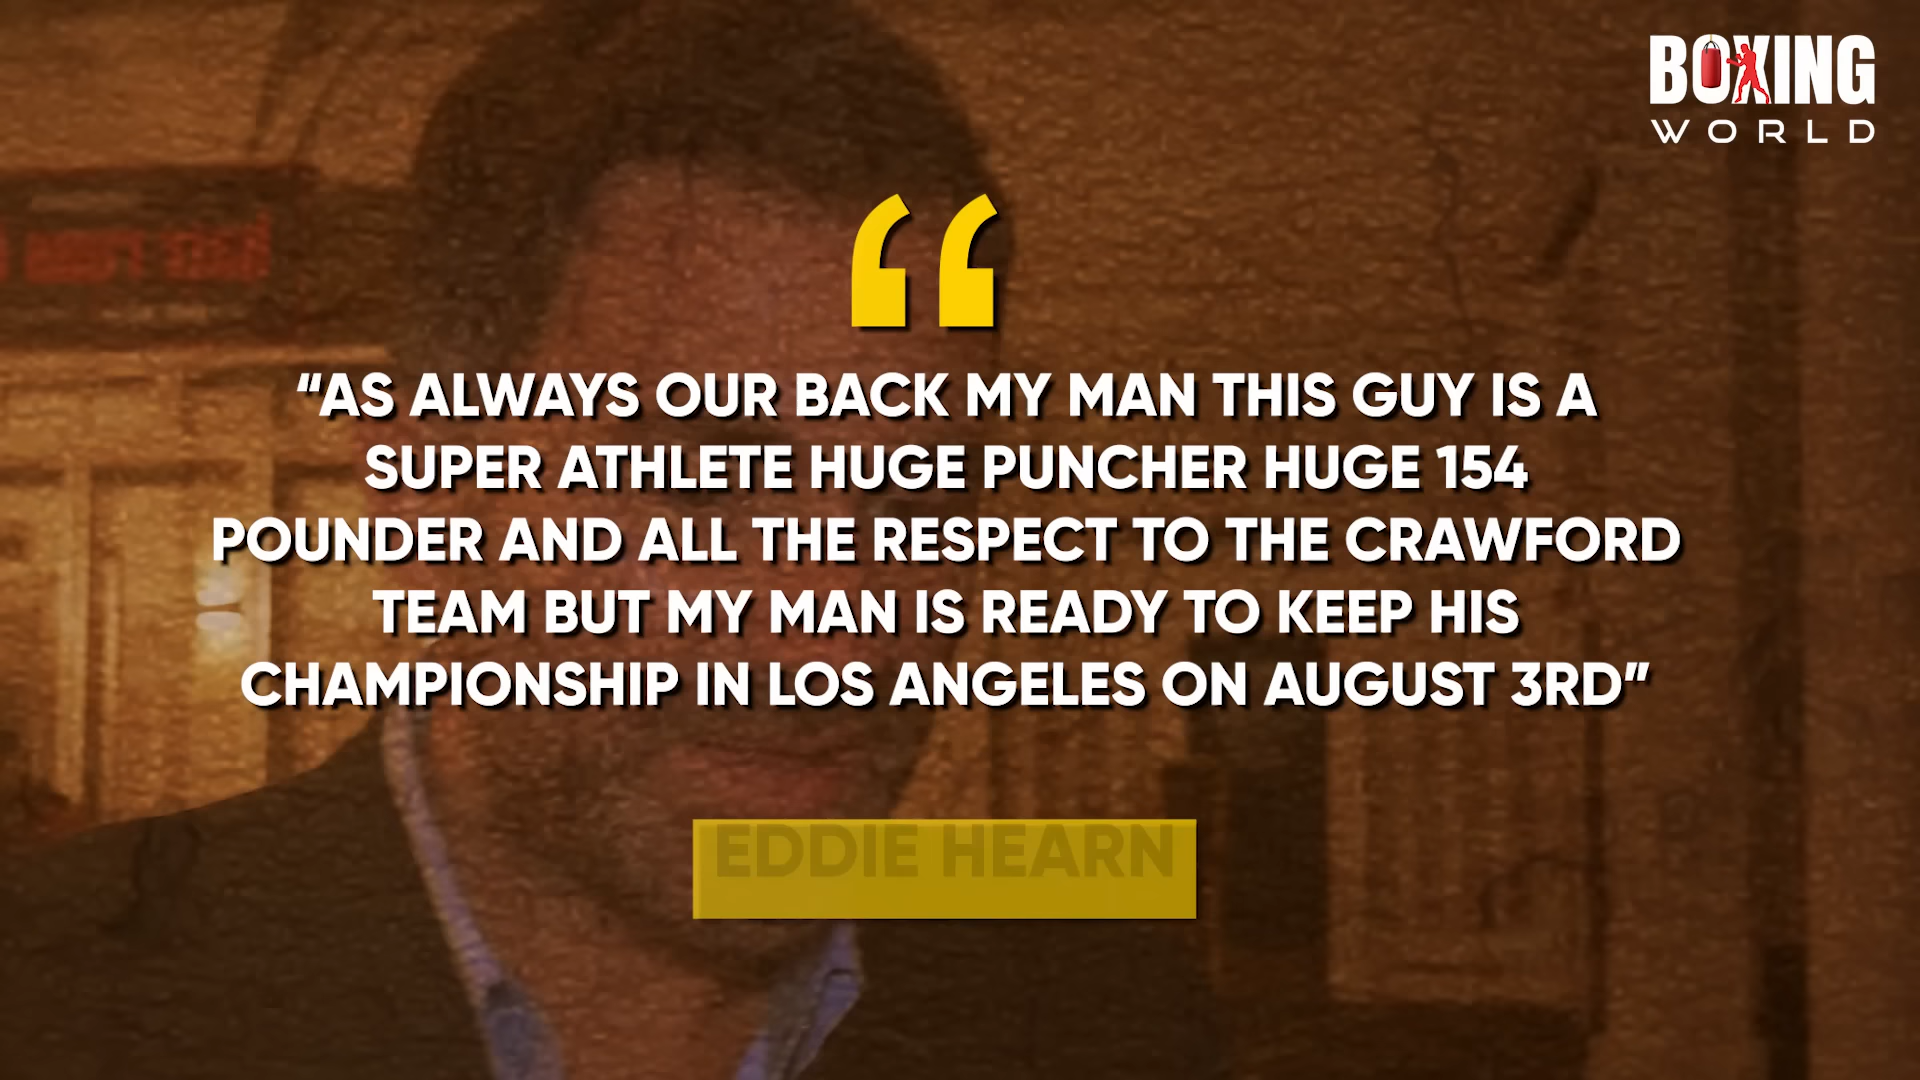 BOXING
WORLD
“AS ALWAYS OUR BACK MY MAN THIS GUY IS A
SUPER ATHLETE HUGE PUNCHER HUGE 154
POUNDER AND ALL THE RESPECT TO THE CRAWFORD
TEAM BUT MY MAN IS READY TO KEEP HIS
CHAMPIONSHIP IN LOS ANGELES ON AUGUST 3RD”
EDDIE HEARN